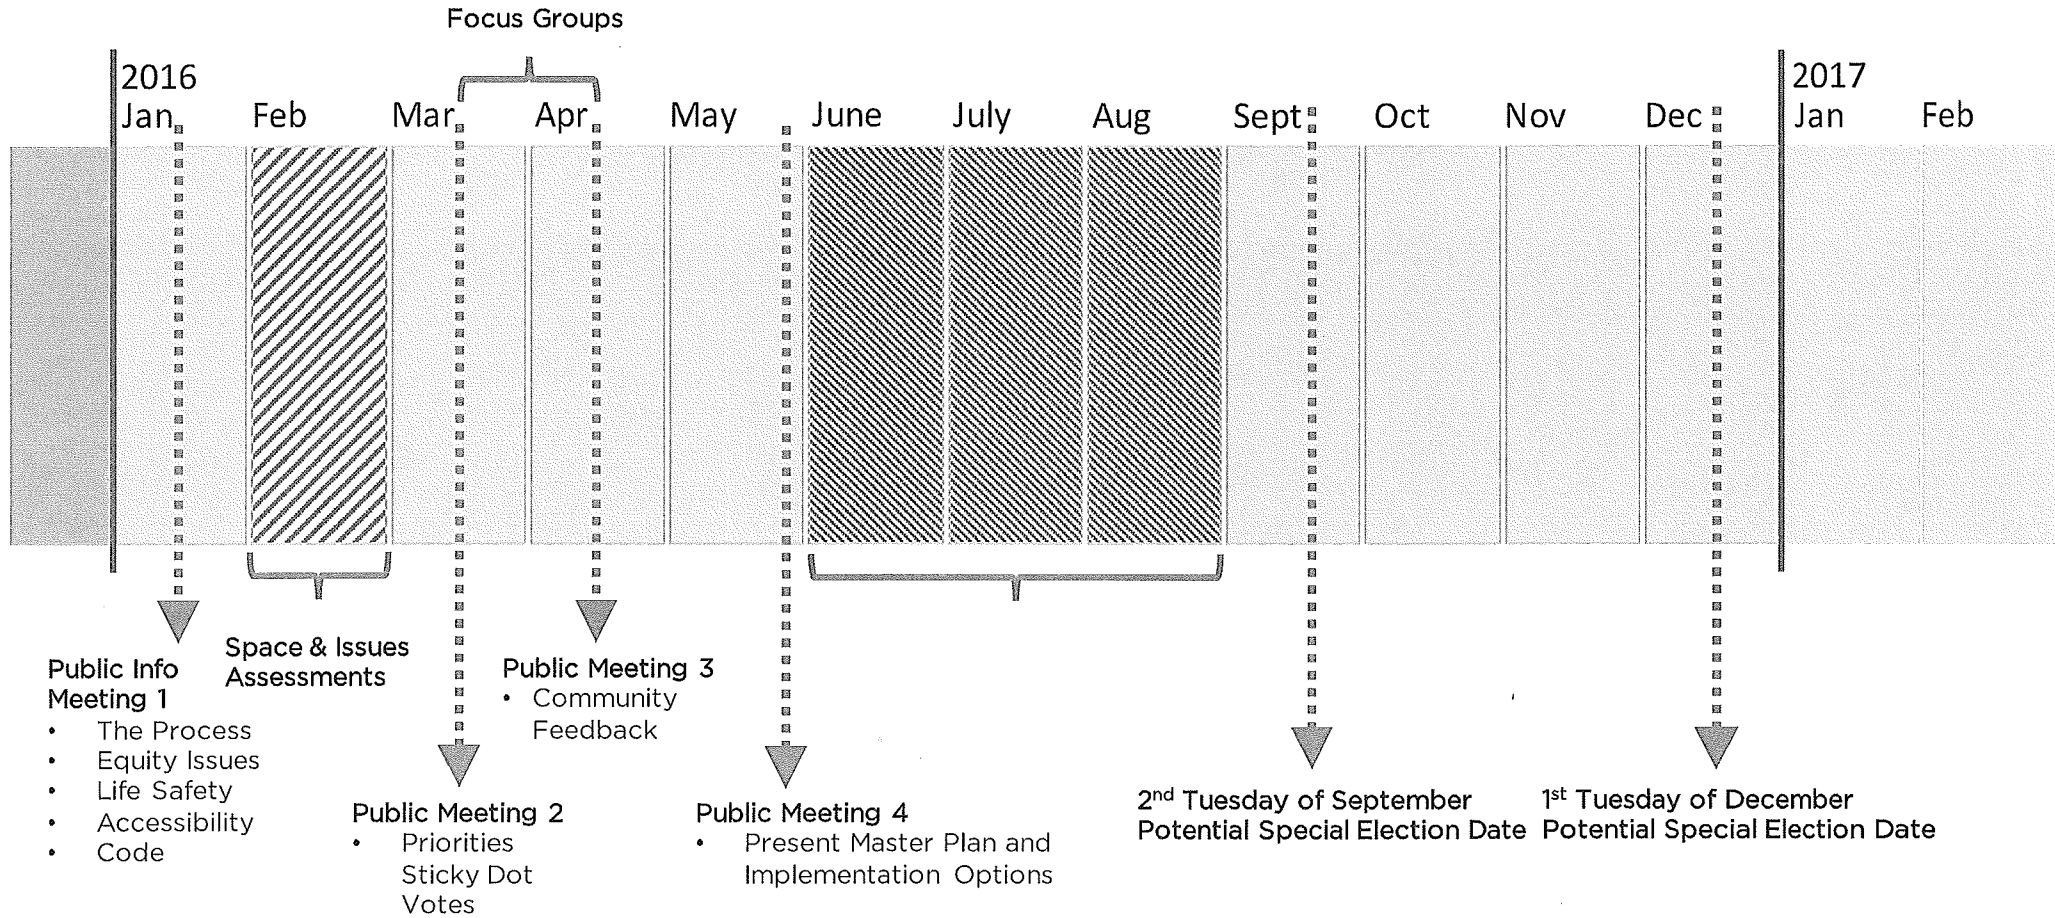 Focus Groups
2016
2017
Jan Feb Mar Apr May June July Aug Sept Oct Nov Dec Jan Feb
Public Info
Meeting 1
• The Process
• Equity Issues
• Life Safety
• Accessibility
• Code
Space & Issues
Assessments
Public Meeting 2
• Priorities
Sticky Dot
Votes
Public Meeting 3
• Community
Feedback
Public Meeting 4
• Present Master Plan and
Implementation Options
2nd Tuesday of September
Potential Special Election Date
1st Tuesday of December
Potential Special Election Date